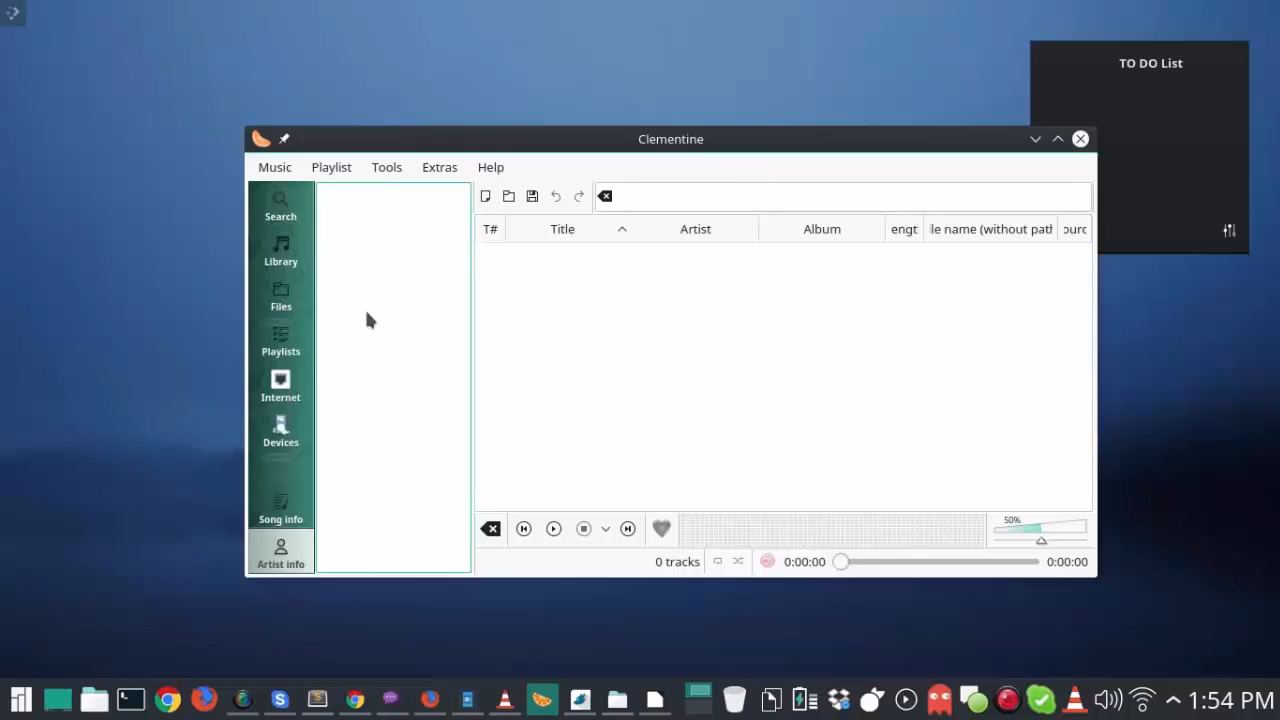 TO DO List
Clementine
Music Playlist Tools Extras Help
Search
Library
Files
Playlists
Internet
Devices
Song info
Artist info
T# Title Artist Album engt le name (without path ourc
50%
0 tracks 0:00:00 0:00:00
1:54 PM